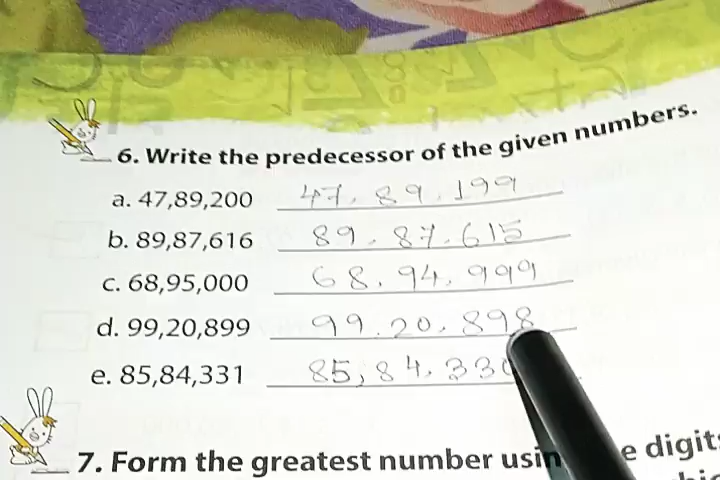 6. Write the predecessor of the given numbers.
a. 47,89,200 47,89,199
b. 89,87,616 89,87,615
c. 68,95,000 68,94,999
d. 99,20,899 99.20,898
e. 85,84,331 85,84,330
7. Form the greatest number using e digits